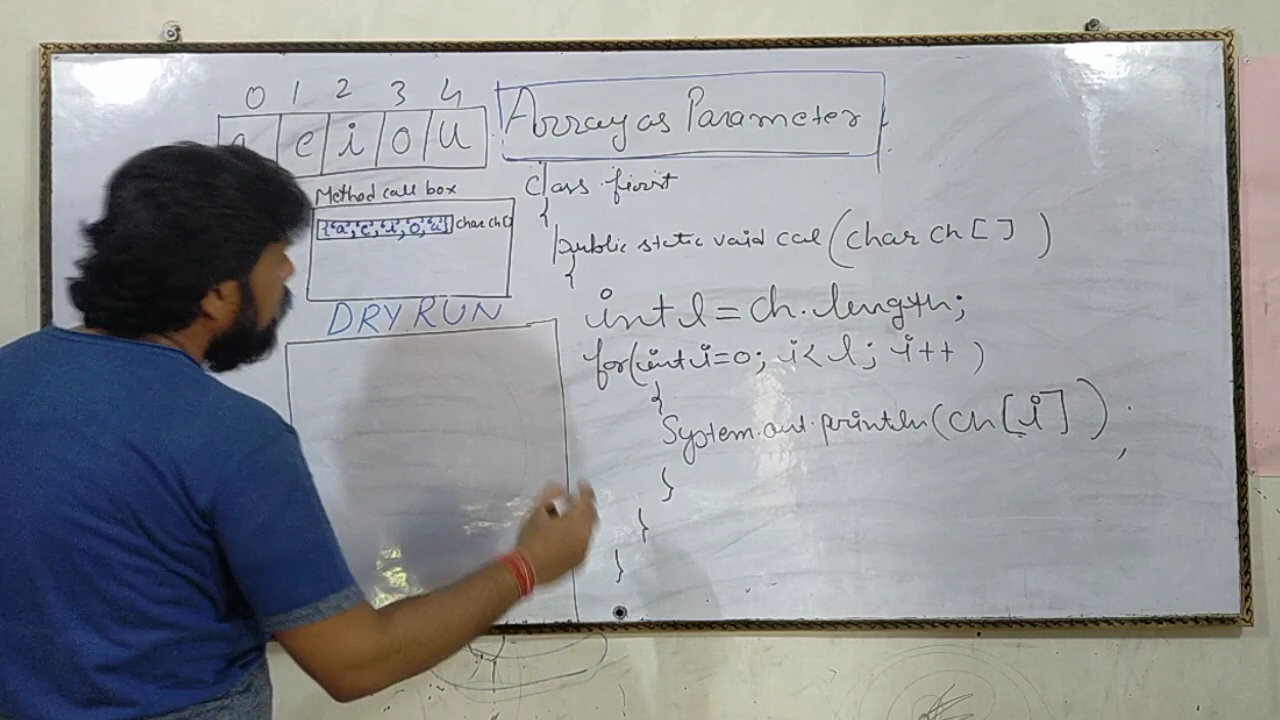 0 1 2 3 4
e i o u
Array as Parameter
Method call box
{'a','e','i','o','u'} char ch[]
DRY RUN
class first
{
public static void cal(char ch[])
{
int l = ch.length;
for(int i=0; i<l; i++)
{
System.out.println(ch[i]);
}
}
}